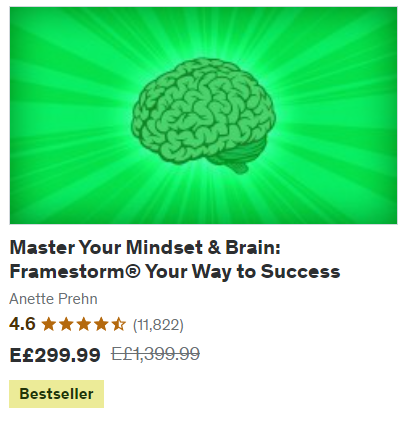 Master Your Mindset & Brain:
Framestorm® Your Way to Success
Anette Prehn
4.6 (11,822)
E£299.99 E£1,399.99
Bestseller